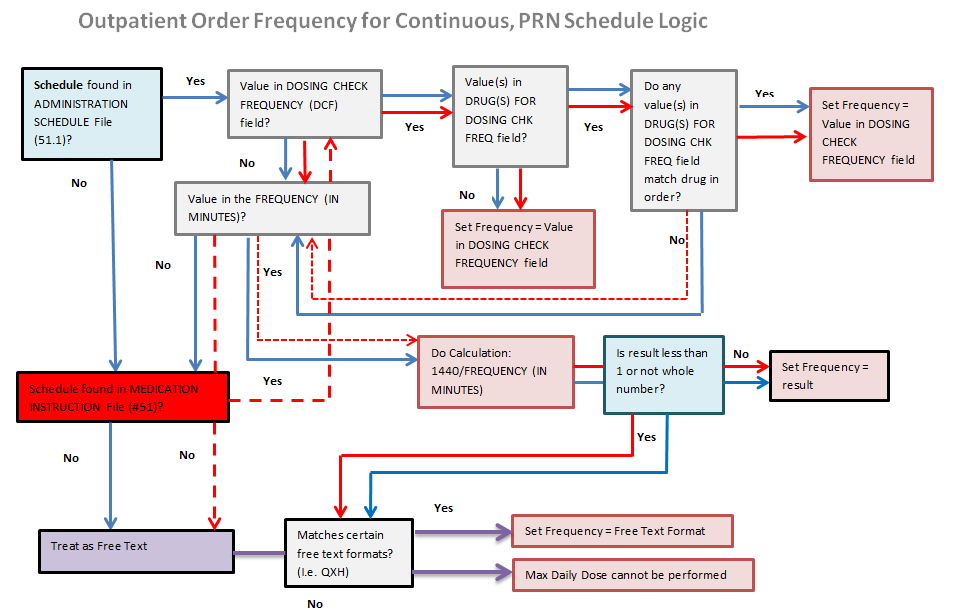 Outpatient Order Frequency for Continuous, PRN Schedule Logic
Schedule found in
ADMINISTRATION
SCHEDULE File
(51.1)?
Yes
Value in DOSING CHECK
FREQUENCY (DCF)
field?
Yes
Value(s) in
DRUG(S) FOR
DOSING CHK
FREQ field?
Yes
Do any
value(s) in
DRUG(S) FOR
DOSING CHK
FREQ field
match drug in
order?
Yes
Set Frequency =
Value in DOSING
CHECK
FREQUENCY field
No
No
No
No
Value in the FREQUENCY (IN
MINUTES)?
Set Frequency = Value
in DOSING CHECK
FREQUENCY field
No
Yes
Do Calculation:
1440/FREQUENCY (IN
MINUTES)
Is result less than
1 or not whole
number?
No
Set Frequency =
result
Schedule found in MEDICATION
INSTRUCTION File (#51)?
Yes
Yes
No
No
Treat as Free Text
Matches certain
free text formats?
(I.e. QXH)
Yes
Set Frequency = Free Text Format
Max Daily Dose cannot be performed
No